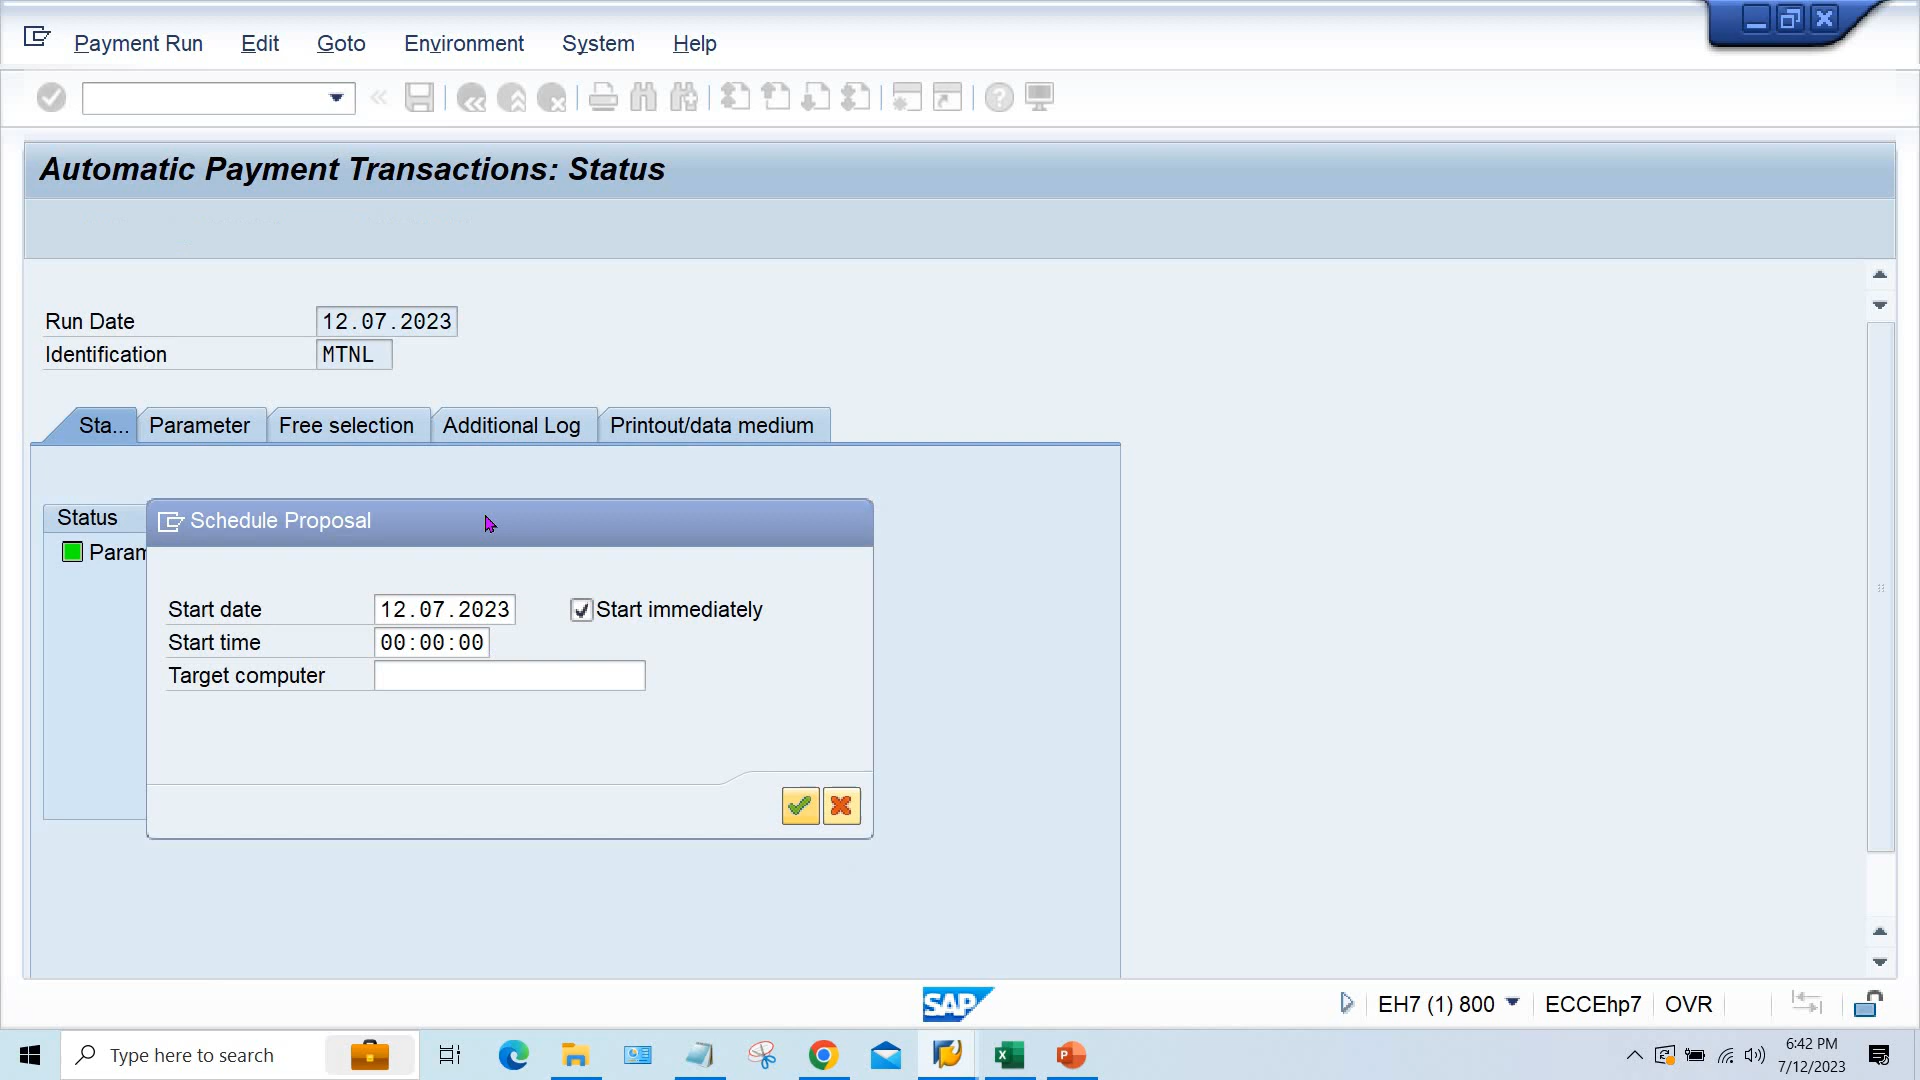 Payment Run Edit Goto Environment System Help
Automatic Payment Transactions: Status
Run Date 12.07.2023
Identification MTNL
Sta... Parameter Free selection Additional Log Printout/data medium
Status
Param
Schedule Proposal
Start date 12.07.2023 Start immediately
Start time 00:00:00
Target computer
SAP EH7 (1) 800 ECCEhp7 OVR
Type here to search
6:42 PM
7/12/2023